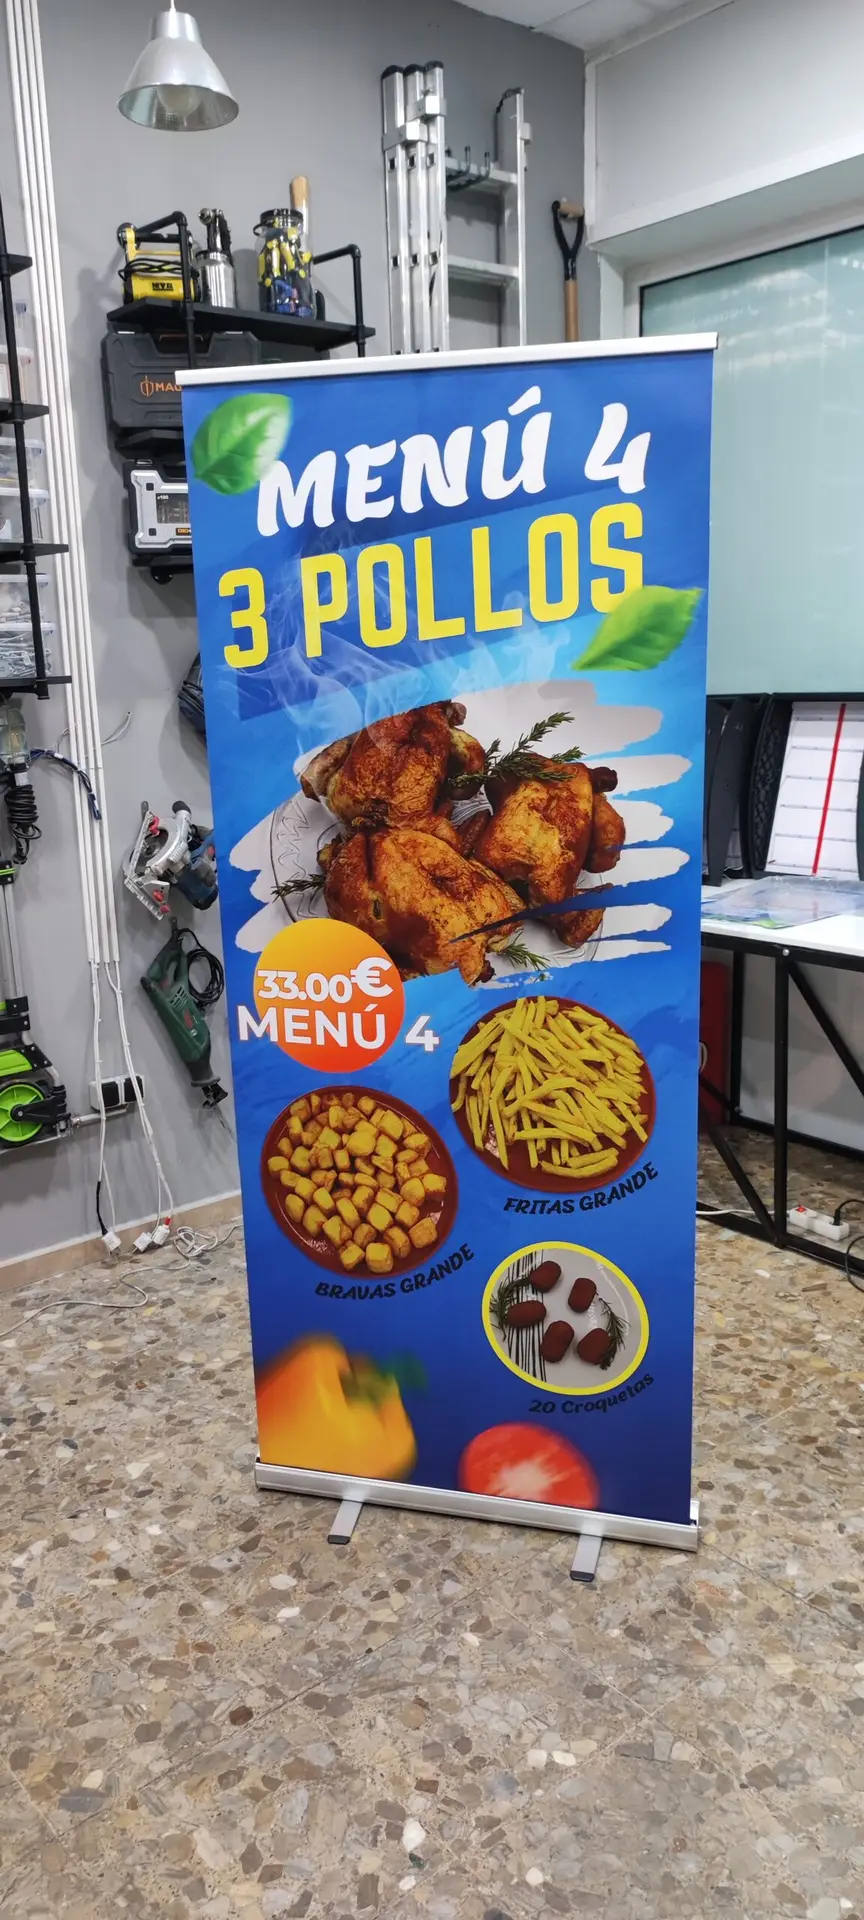 MENÚ 4
3 POLLOS
33.00€
MENÚ 4
FRITAS GRANDE
BRAVAS GRANDE
20 Croquetas